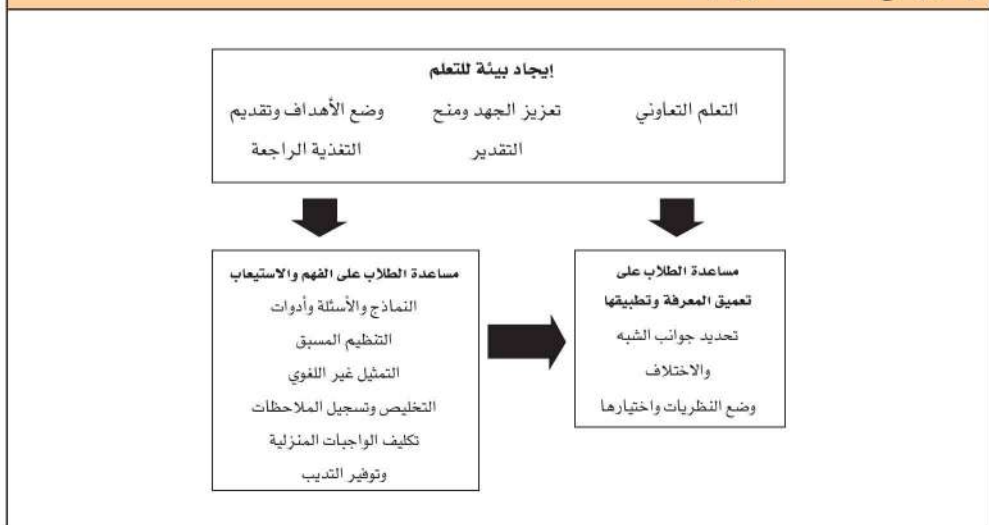 إيجاد بيئة للتعلم
التعلم التعاوني
تعزيز الجهد ومنح
التقدير
وضع الأهداف وتقديم
التغذية الراجعة
مساعدة الطلاب على
تعميق المعرفة وتطبيقها
تحديد جوانب الشبه
والاختلاف
وضع النظريات واختيارها
مساعدة الطلاب على الفهم والاستيعاب
النماذج والأسئلة وأدوات
التنظيم المسبق
التمثيل غير اللغوي
التخليص وتسجيل الملاحظات
تكليف الواجبات المنزلية
وتوفير التديب